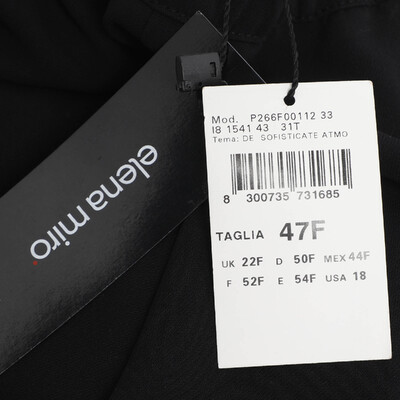 elena miro
Mod. P266F00112 33
I8 1541 43 31T
Tema: DE SOFISTICATE ATMO
8 300735 731685
TAGLIA 47F
UK 22F D 50F MEX 44F
F 52F E 54F USA 18